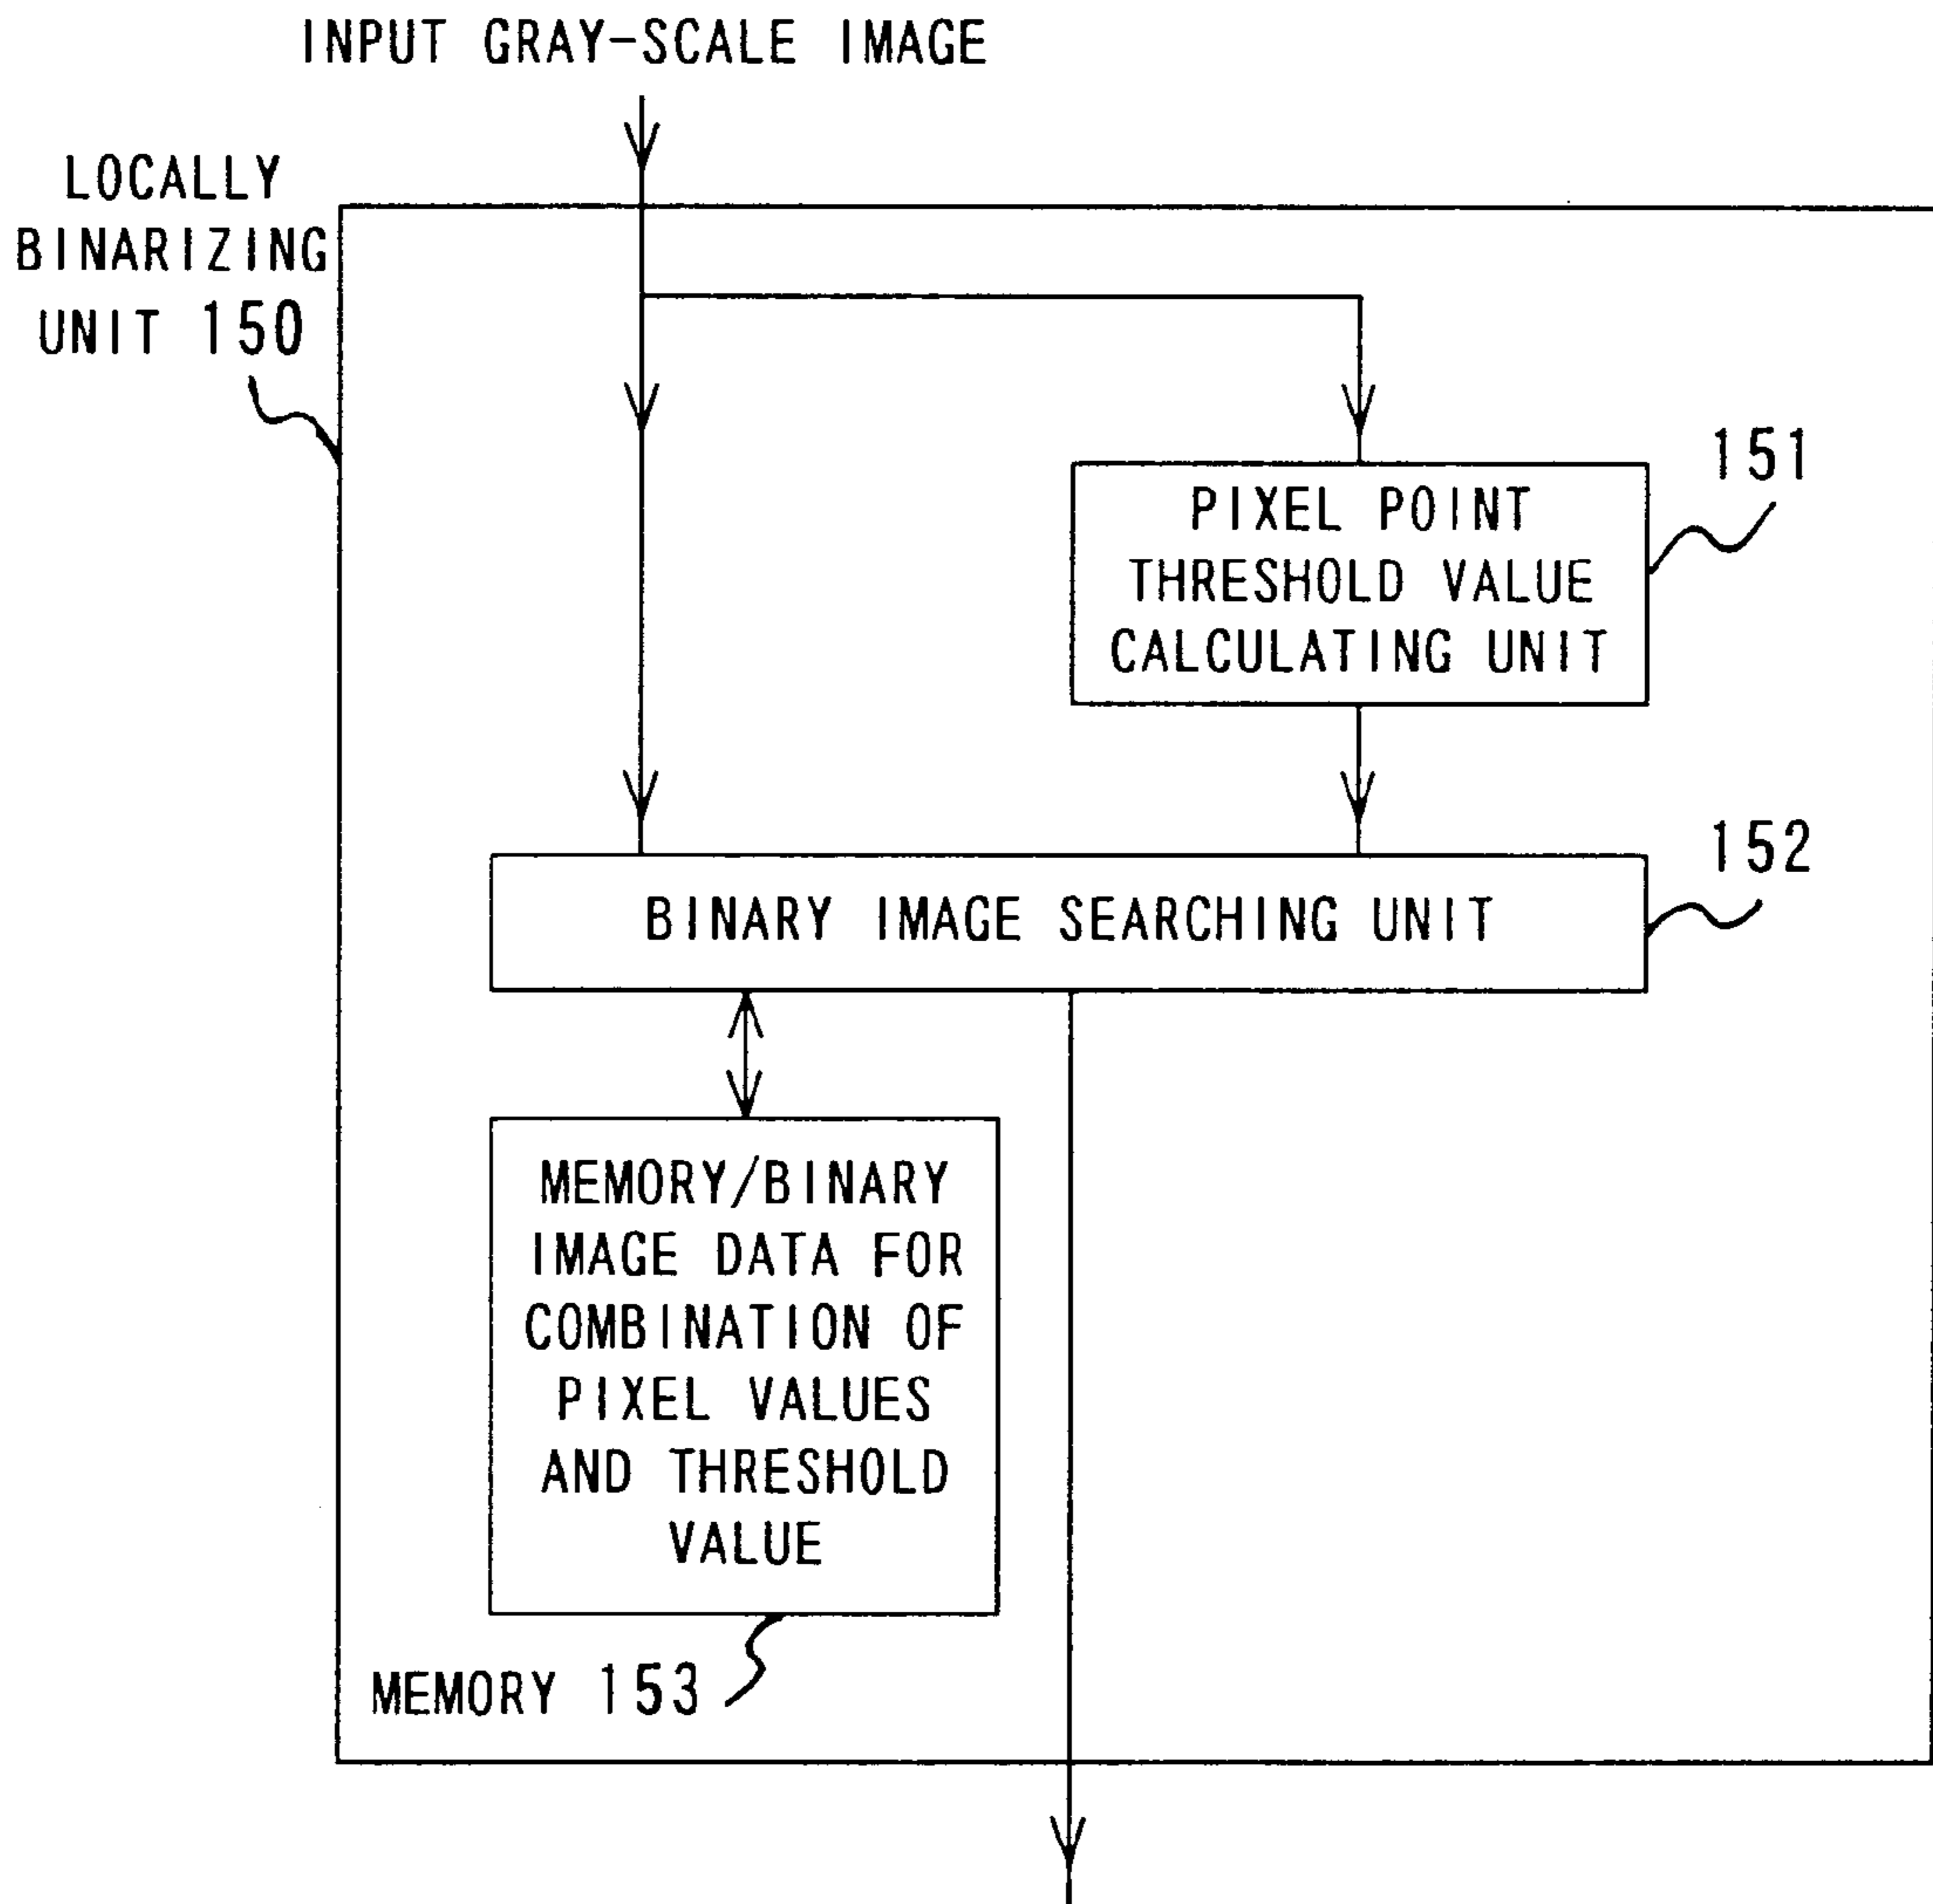 INPUT GRAY-SCALE IMAGE
LOCALLY
BINARIZING
UNIT 150
151
PIXEL POINT
THRESHOLD VALUE
CALCULATING UNIT
152
BINARY IMAGE SEARCHING UNIT
MEMORY/BINARY
IMAGE DATA FOR
COMBINATION OF
PIXEL VALUES
AND THRESHOLD
VALUE
MEMORY 153